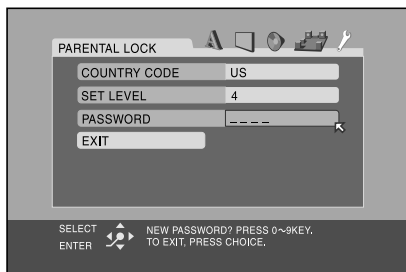 PARENTAL LOCK
COUNTRY CODE US
SET LEVEL 4
PASSWORD _ _ _ _
EXIT
SELECT
ENTER
NEW PASSWORD? PRESS 0~9KEY.
TO EXIT, PRESS CHOICE.